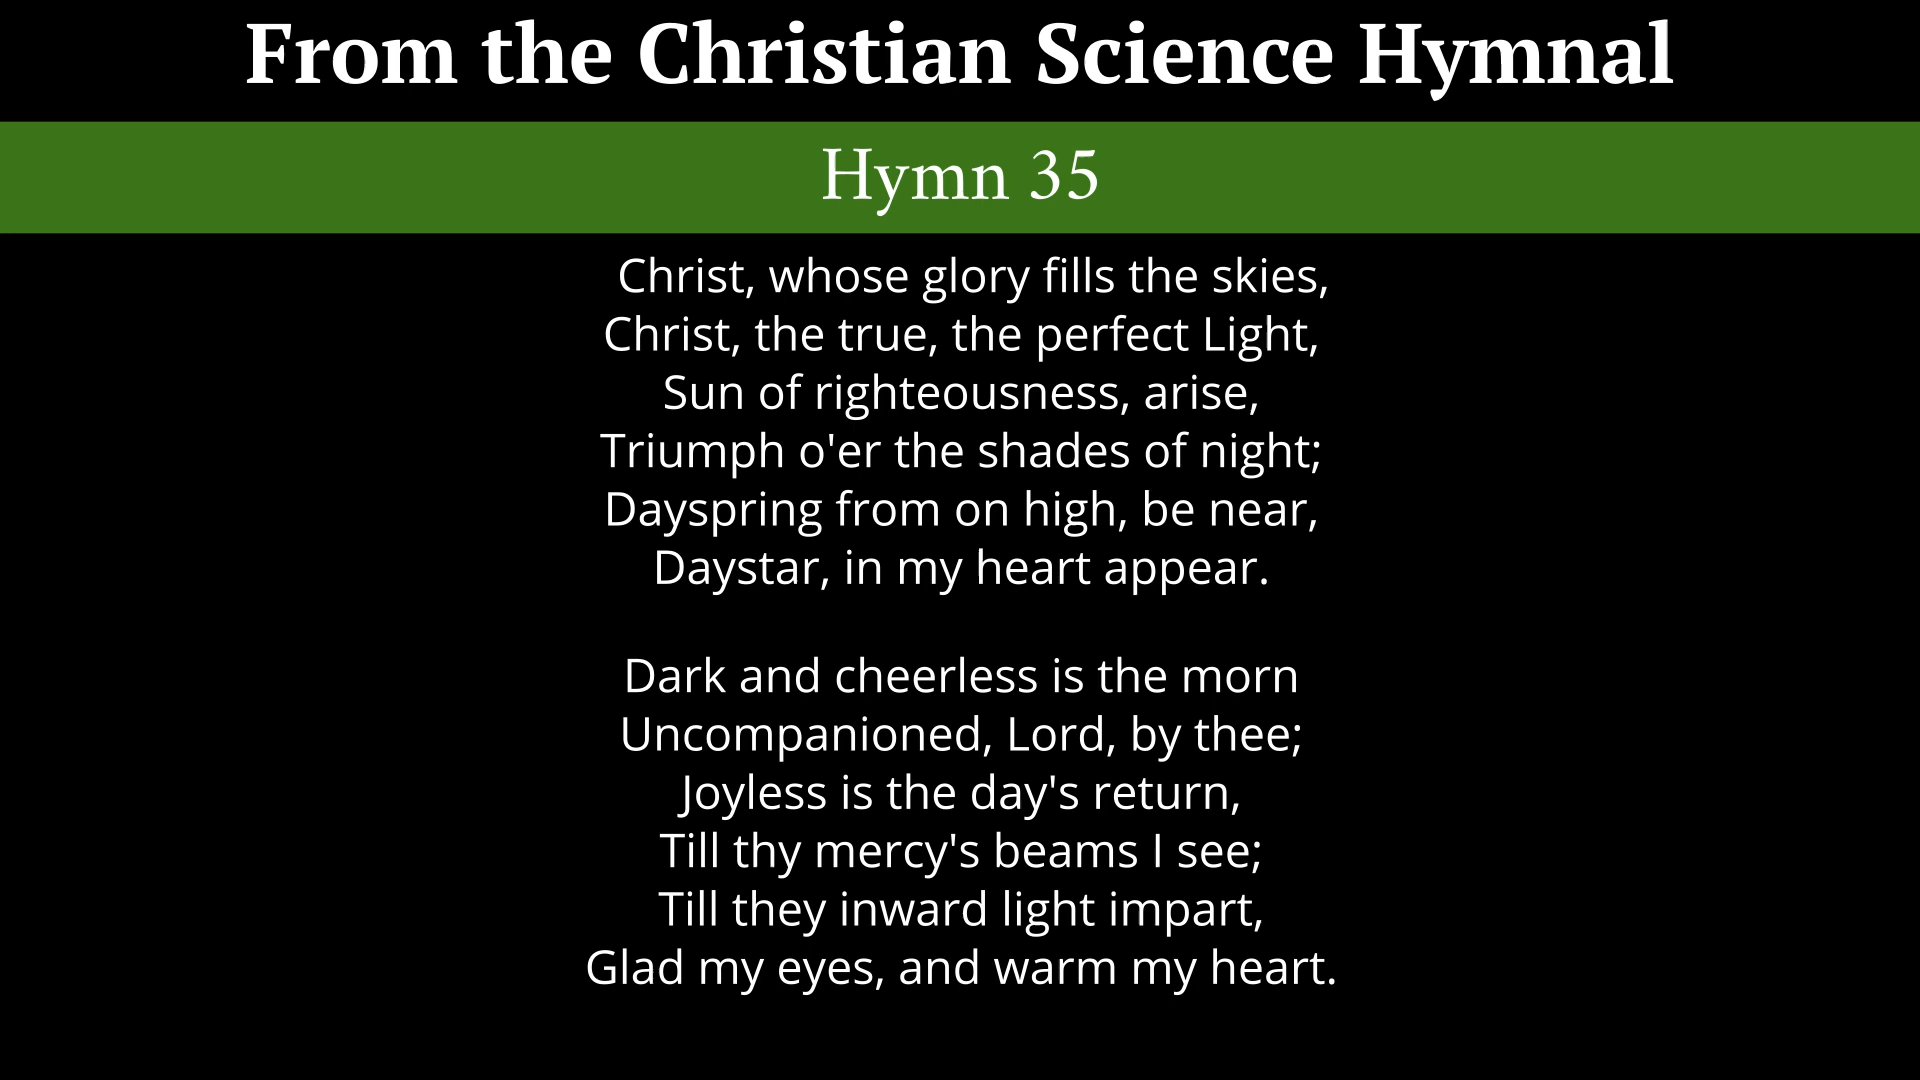 From the Christian Science Hymnal
Hymn 35
Christ, whose glory fills the skies,
Christ, the true, the perfect Light,
Sun of righteousness, arise,
Triumph o'er the shades of night;
Dayspring from on high, be near,
Daystar, in my heart appear.
Dark and cheerless is the morn
Uncompanioned, Lord, by thee;
Joyless is the day's return,
Till thy mercy's beams I see;
Till they inward light impart,
Glad my eyes, and warm my heart.